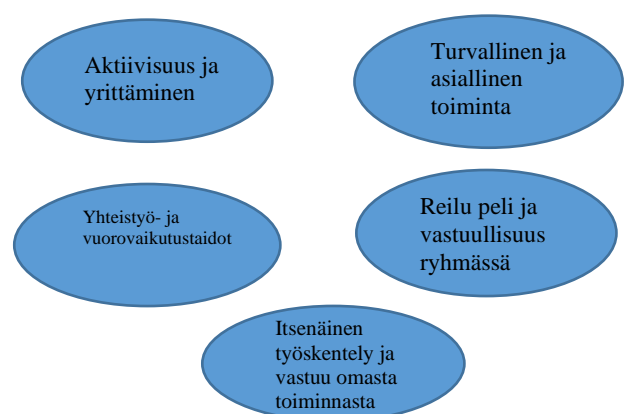 Aktiivisuus ja
yrittäminen
Turvallinen ja
asiallinen
toiminta
Yhteistyö- ja
vuorovaikutustaidot
Reilu peli ja
vastuullisuus
ryhmässä
Itsenäinen
työskentely ja
vastuu omasta
toiminnasta